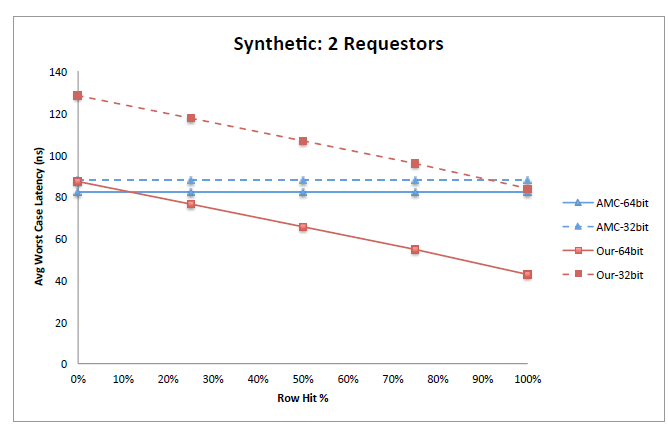 Synthetic: 2 Requestors
140
120
100
80
60
40
20
0
Avg Worst Case Latency (ns)
0% 10% 20% 30% 40% 50% 60% 70% 80% 90% 100%
Row Hit %
AMC-64bit
AMC-32bit
Our-64bit
Our-32bit